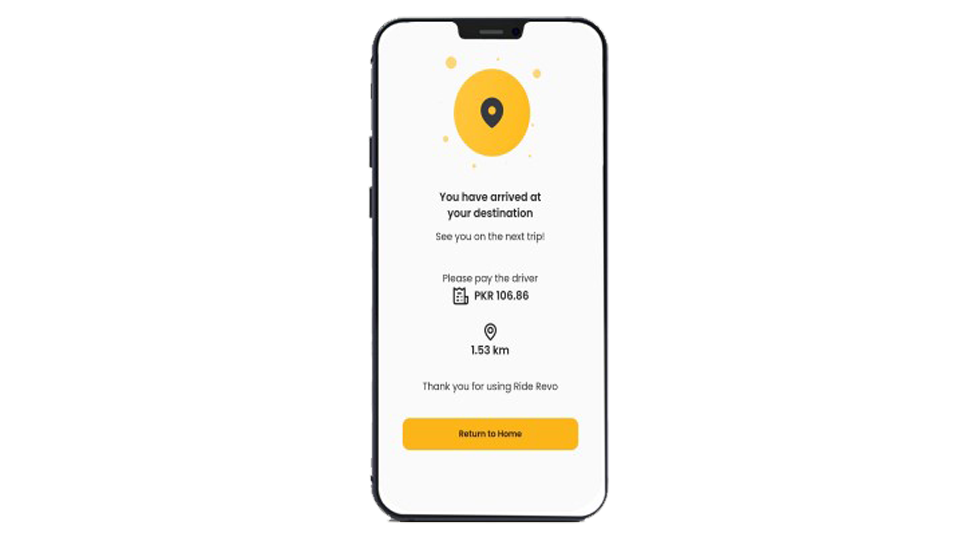 You have arrived at
your destination
See you on the next trip!
Please pay the driver
PKR 106.86
1.53 km
Thank you for using Ride Revo
Return to Home